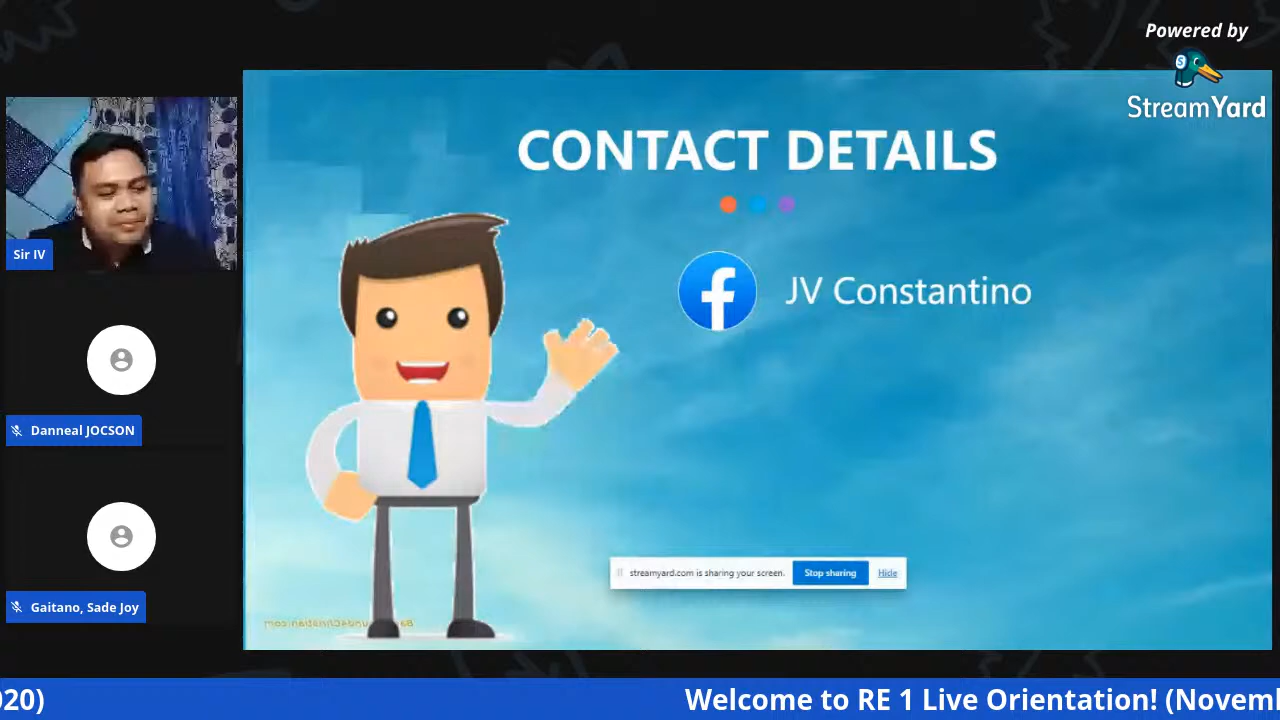 Powered by
StreamYard
CONTACT DETAILS
JV Constantino
Sir IV
Danneal JOCSON
Gaitano, Sade Joy
streamyard.com is sharing your screen.
Stop sharing
Hide
020)
Welcome to RE 1 Live Orientation! (Novem